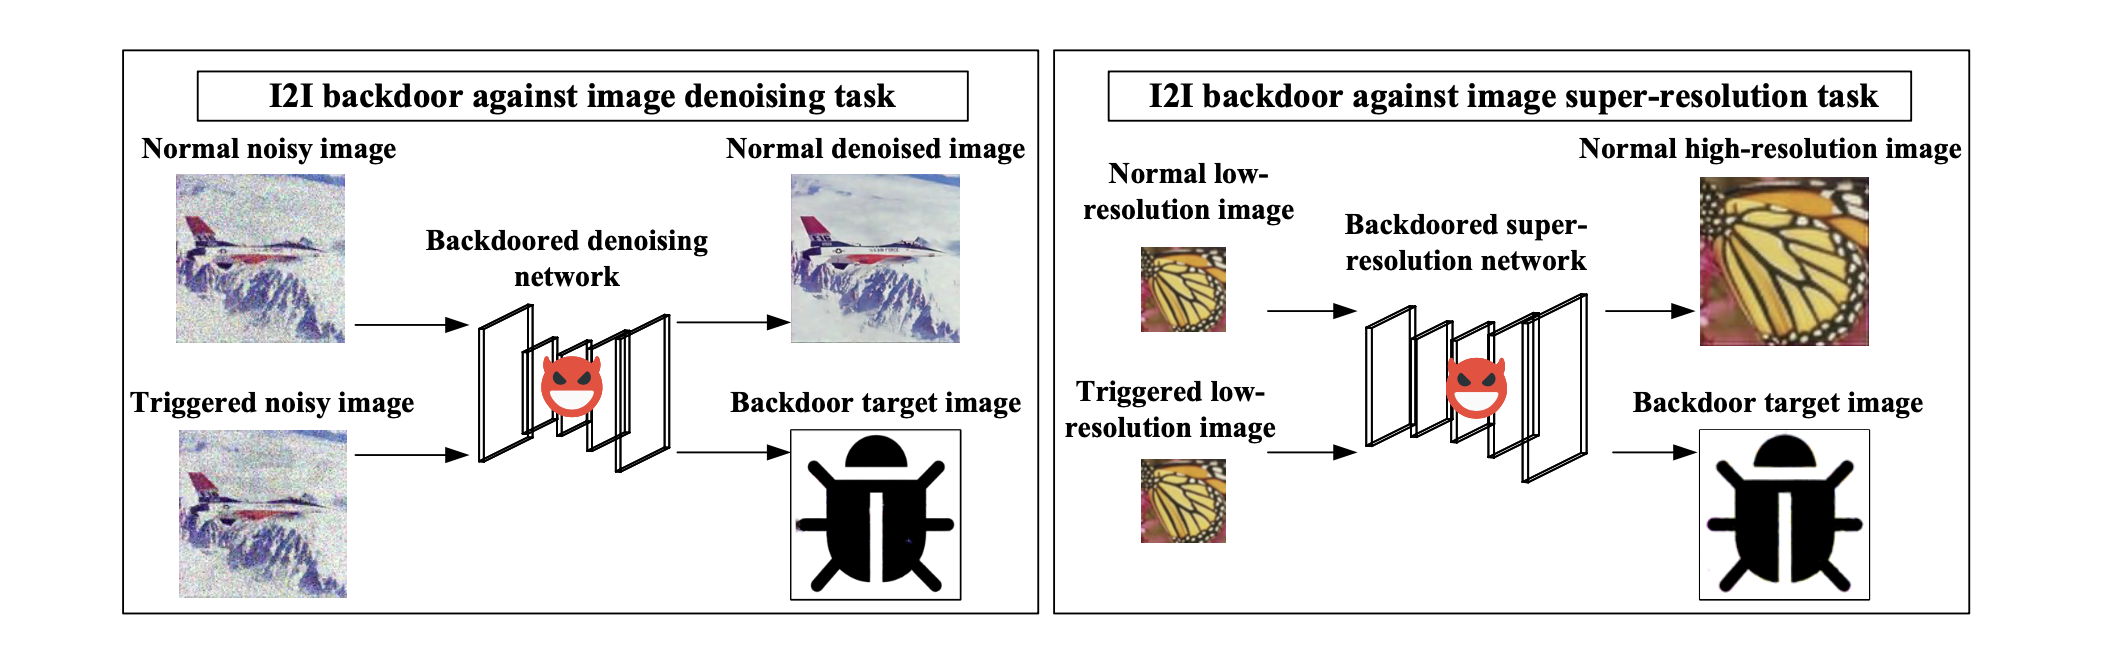 I2I backdoor against image denoising task
Normal noisy image
Normal denoised image
Backdoored denoising
network
Triggered noisy image
Backdoor target image
I2I backdoor against image super-resolution task
Normal low-
resolution image
Normal high-resolution image
Backdoored super-
resolution network
Triggered low-
resolution image
Backdoor target image